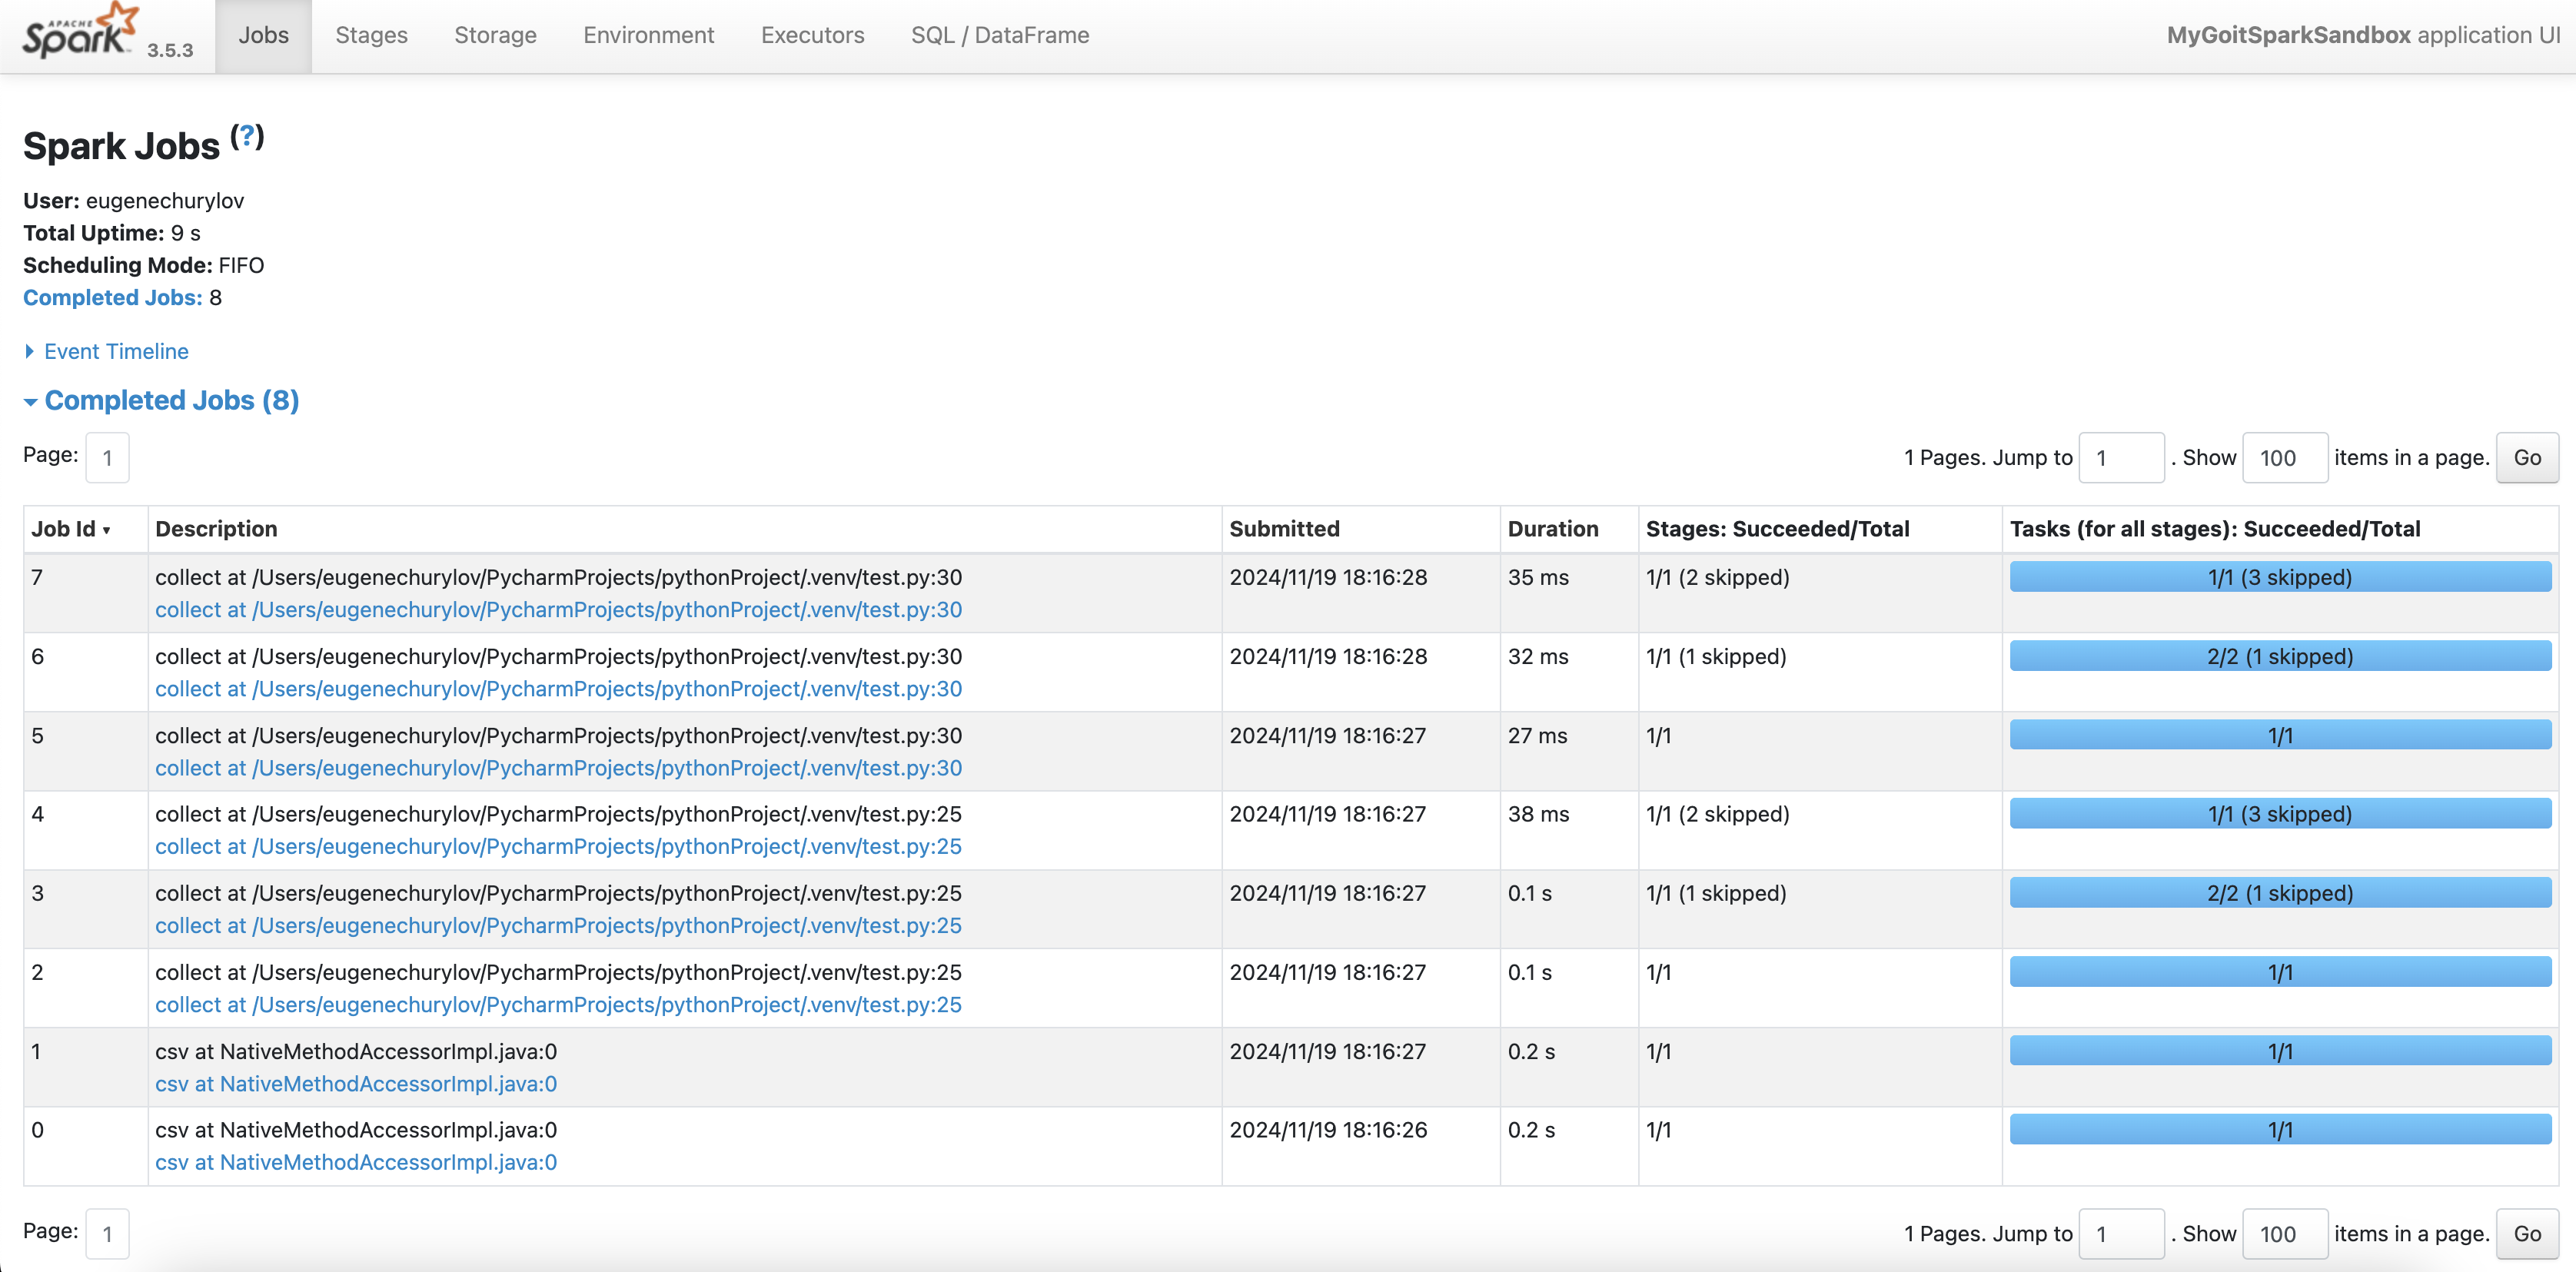 APACHE
Spark 3.5.3 Jobs Stages Storage Environment Executors SQL / DataFrame MyGoitSparkSandbox application UI
Spark Jobs (?)
User: eugenechurylov
Total Uptime: 9 s
Scheduling Mode: FIFO
Completed Jobs: 8
Event Timeline
Completed Jobs (8)
Page: 1 1 Pages. Jump to 1 . Show 100 items in a page. Go
Job Id Description Submitted Duration Stages: Succeeded/Total Tasks (for all stages): Succeeded/Total
7 collect at /Users/eugenechurylov/PycharmProjects/pythonProject/.venv/test.py:30 2024/11/19 18:16:28 35 ms 1/1 (2 skipped) 1/1 (3 skipped)
collect at /Users/eugenechurylov/PycharmProjects/pythonProject/.venv/test.py:30
6 collect at /Users/eugenechurylov/PycharmProjects/pythonProject/.venv/test.py:30 2024/11/19 18:16:28 32 ms 1/1 (1 skipped) 2/2 (1 skipped)
collect at /Users/eugenechurylov/PycharmProjects/pythonProject/.venv/test.py:30
5 collect at /Users/eugenechurylov/PycharmProjects/pythonProject/.venv/test.py:30 2024/11/19 18:16:27 27 ms 1/1 1/1
collect at /Users/eugenechurylov/PycharmProjects/pythonProject/.venv/test.py:30
4 collect at /Users/eugenechurylov/PycharmProjects/pythonProject/.venv/test.py:25 2024/11/19 18:16:27 38 ms 1/1 (2 skipped) 1/1 (3 skipped)
collect at /Users/eugenechurylov/PycharmProjects/pythonProject/.venv/test.py:25
3 collect at /Users/eugenechurylov/PycharmProjects/pythonProject/.venv/test.py:25 2024/11/19 18:16:27 0.1 s 1/1 (1 skipped) 2/2 (1 skipped)
collect at /Users/eugenechurylov/PycharmProjects/pythonProject/.venv/test.py:25
2 collect at /Users/eugenechurylov/PycharmProjects/pythonProject/.venv/test.py:25 2024/11/19 18:16:27 0.1 s 1/1 1/1
collect at /Users/eugenechurylov/PycharmProjects/pythonProject/.venv/test.py:25
1 csv at NativeMethodAccessorImpl.java:0 2024/11/19 18:16:27 0.2 s 1/1 1/1
csv at NativeMethodAccessorImpl.java:0
0 csv at NativeMethodAccessorImpl.java:0 2024/11/19 18:16:26 0.2 s 1/1 1/1
csv at NativeMethodAccessorImpl.java:0
Page: 1 1 Pages. Jump to 1 . Show 100 items in a page. Go